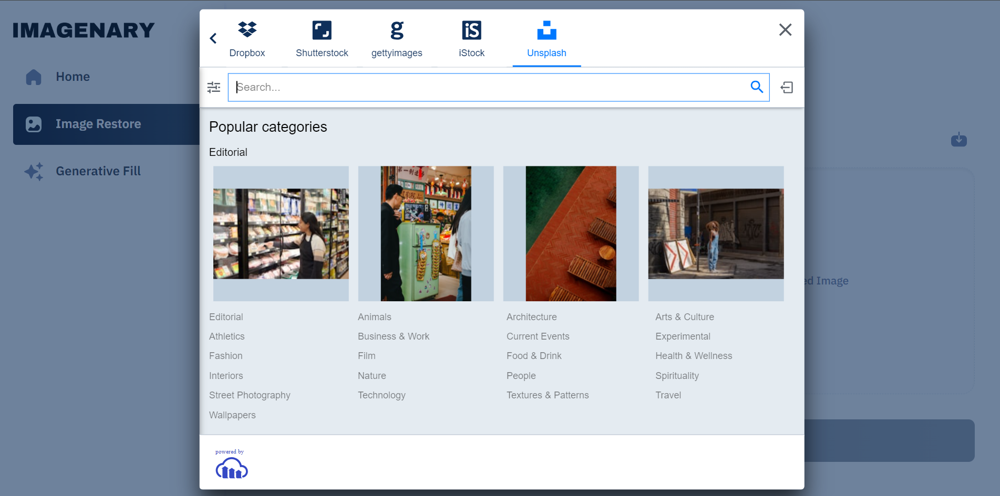 IMAGENARY
Home
Image Restore
Generative Fill
Dropbox
Shutterstock
gettyimages
iS
iStock
Unsplash
Search...
Popular categories
Editorial
Editorial
Animals
Architecture
Arts & Culture
Athletics
Business & Work
Current Events
Experimental
Fashion
Film
Food & Drink
Health & Wellness
Interiors
Nature
People
Spirituality
Street Photography
Technology
Textures & Patterns
Travel
Wallpapers
ed Image
powered by